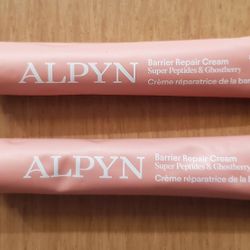 ALPYN
Barrier Repair Cream
Super Peptides & Ghostberry
Crème réparatrice de la bar
ALPYN
Barrier Repair Cream
Super Peptides & Ghostberry
Crème réparatrice de la b